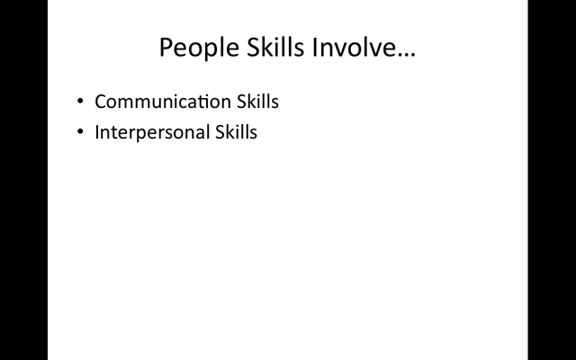 People Skills Involve...
• Communication Skills
• Interpersonal Skills